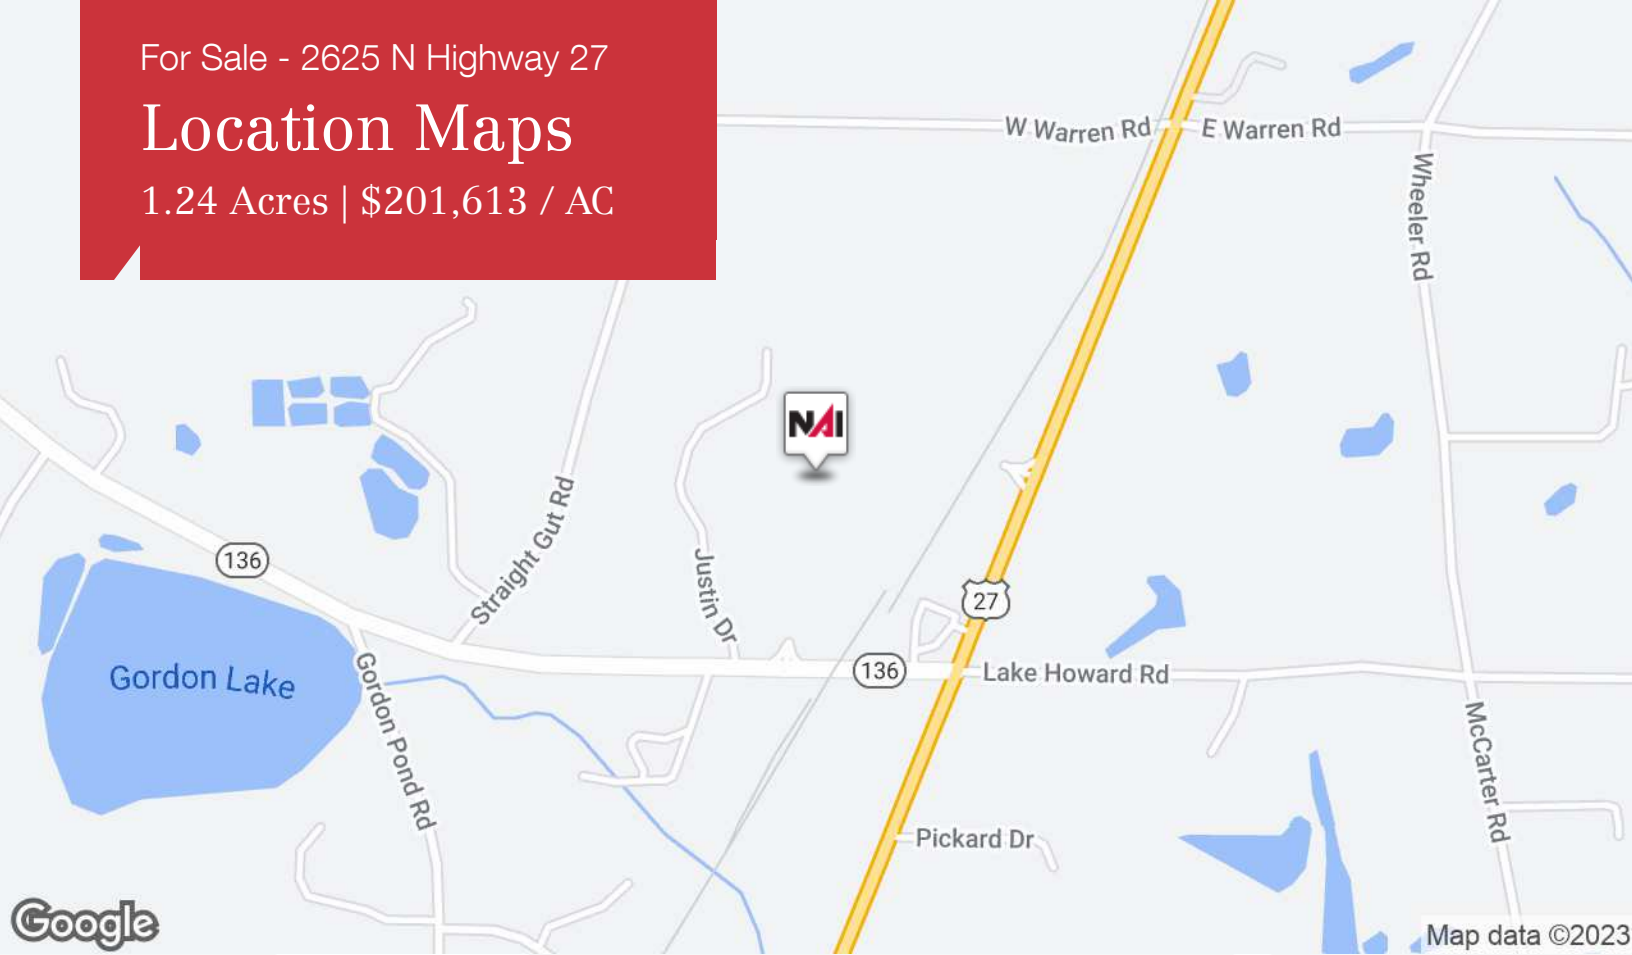 For Sale - 2625 N Highway 27
Location Maps
1.24 Acres | $201,613 / AC
W Warren Rd
E Warren Rd
Wheeler Rd
NAI
Straight Gut Rd
136
Justin Dr
27
136
Lake Howard Rd
Gordon Lake
Gordon Pond Rd
McCarter Rd
Pickard Dr
Google
Map data ©2023